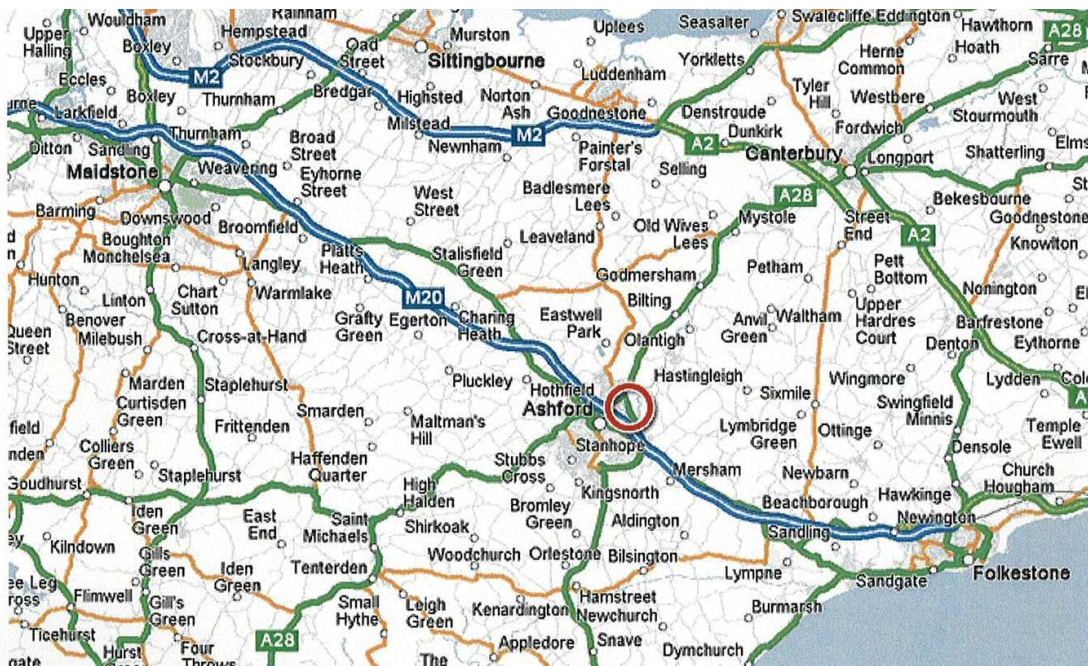 Wouldham
Rainham
Upper
Halling
Boxley
Hempstead
Stockbury
Oad
Street
Murston
Sittingbourne
Uplees
Seasalter
Swalecliffe
Eddington
Hawthorn
Hoath
A28
Sarre
Herne
Common
Yorkletts
Luddenham
Eccles
M2
Bredgar
Highsted
Norton
Ash
Goodnestone
Tyler
Hill
Westbere
West
Stourmouth
Boxley
Thurnham
Larkfield
Denstroude
Dunkirk
Fordwich
Milstead
M2
Newnham
Painter's
Forstal
A2
Selling
Canterbury
Longport
Shatterling
Ditton
Sandling
Thurnham
Weavering
Broad
Street
Eyhorne
Street
Maidstone
Badlesmere
Lees
A28
Mystole
Bekesbourne
Goodnestone
Barming
Downswood
Broomfield
West
Street
Leaveland
Old Wives
Lees
Street
End
A2
Knowlton
Boughton
Monchelsea
Langley
Platts
Heath
Stalisfield
Green
Godmersham
Petham
Pett
Bottom
Nonington
Hunton
Linton
Chart
Sutton
Warmlake
M20
Bilting
Upper
Hardres
Court
Benover
Milebush
Cross-at-Hand
Grafty
Green
Egerton
Charing
Heath
Eastwell
Park
Olantigh
Anvil
Green
Waltham
Barfrestone
Eythorne
Denton
Queen
Street
Marden
Curtisden
Green
Staplehurst
Pluckley
Hothfield
Hastingleigh
Sixmile
Wingmore
Lydden
Smarden
Ashford
Swingfield
Minnis
Frittenden
Maltman's
Hill
Stanhope
Lymbridge
Green
Ottinge
Temple
Ewell
Colliers
Green
Staplehurst
Haffenden
Quarter
Stubbs
Cross
Mersham
Newbarn
Densole
Church
Hougham
Goudhurst
High
Halden
Kingsnorth
Beachborough
Hawkinge
Iden
Green
East
End
Saint
Michaels
Shirkoak
Bromley
Green
Aldington
Newington
Sandling
Kilndown
Gills
Green
Iden
Green
Tenterden
Woodchurch
Orlestone
Bilsington
Lympne
Sandgate
Folkestone
Flimwell
Gill's
Green
Small
Hythe
Leigh
Green
Kenardington
Hamstreet
Newchurch
Burmarsh
Ticehurst
A28
Appledore
Snave
Dymchurch
Hurst
Four
Throws
The